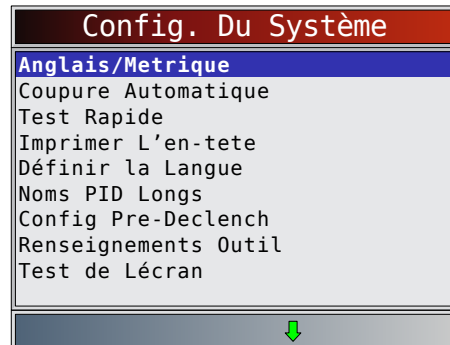 Config. Du Système
Anglais/Metrique
Coupure Automatique
Test Rapide
Imprimer L’en-tete
Définir la Langue
Noms PID Longs
Config Pre-Declench
Renseignements Outil
Test de Lécran